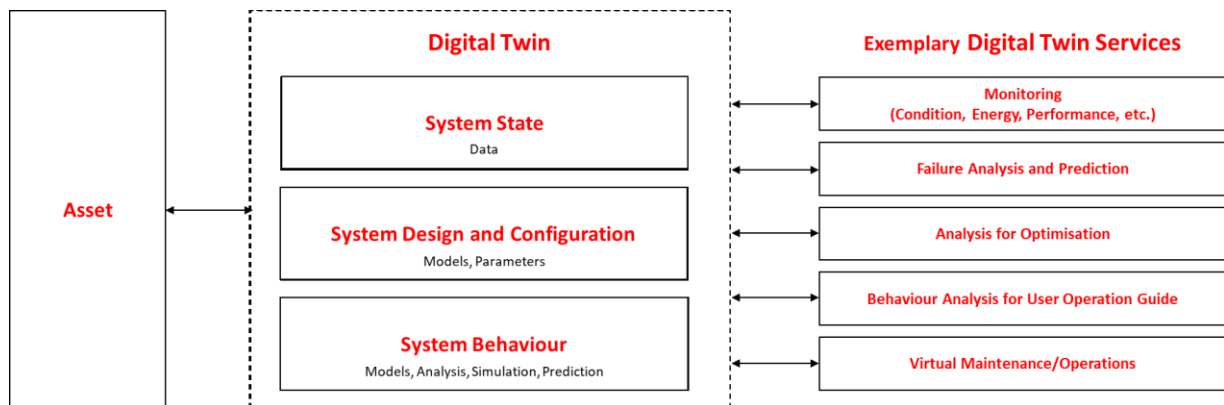 Asset
Digital Twin
System State
Data
System Design and Configuration
Models, Parameters
System Behaviour
Models, Analysis, Simulation, Prediction
Exemplary Digital Twin Services
Monitoring
(Condition, Energy, Performance, etc.)
Failure Analysis and Prediction
Analysis for Optimisation
Behaviour Analysis for User Operation Guide
Virtual Maintenance/Operations